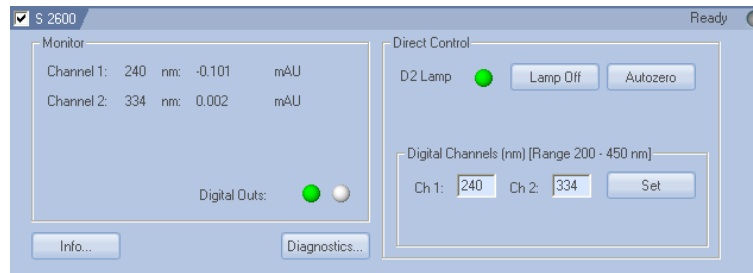 S 2600 Ready
Monitor
Channel 1: 240 nm: -0.101 mAU
Channel 2: 334 nm: 0.002 mAU
Digital Outs:
Info... Diagnostics...
Direct Control
D2 Lamp Lamp Off Autozero
Digital Channels (nm) [Range 200 - 450 nm]
Ch 1: 240 Ch 2: 334 Set